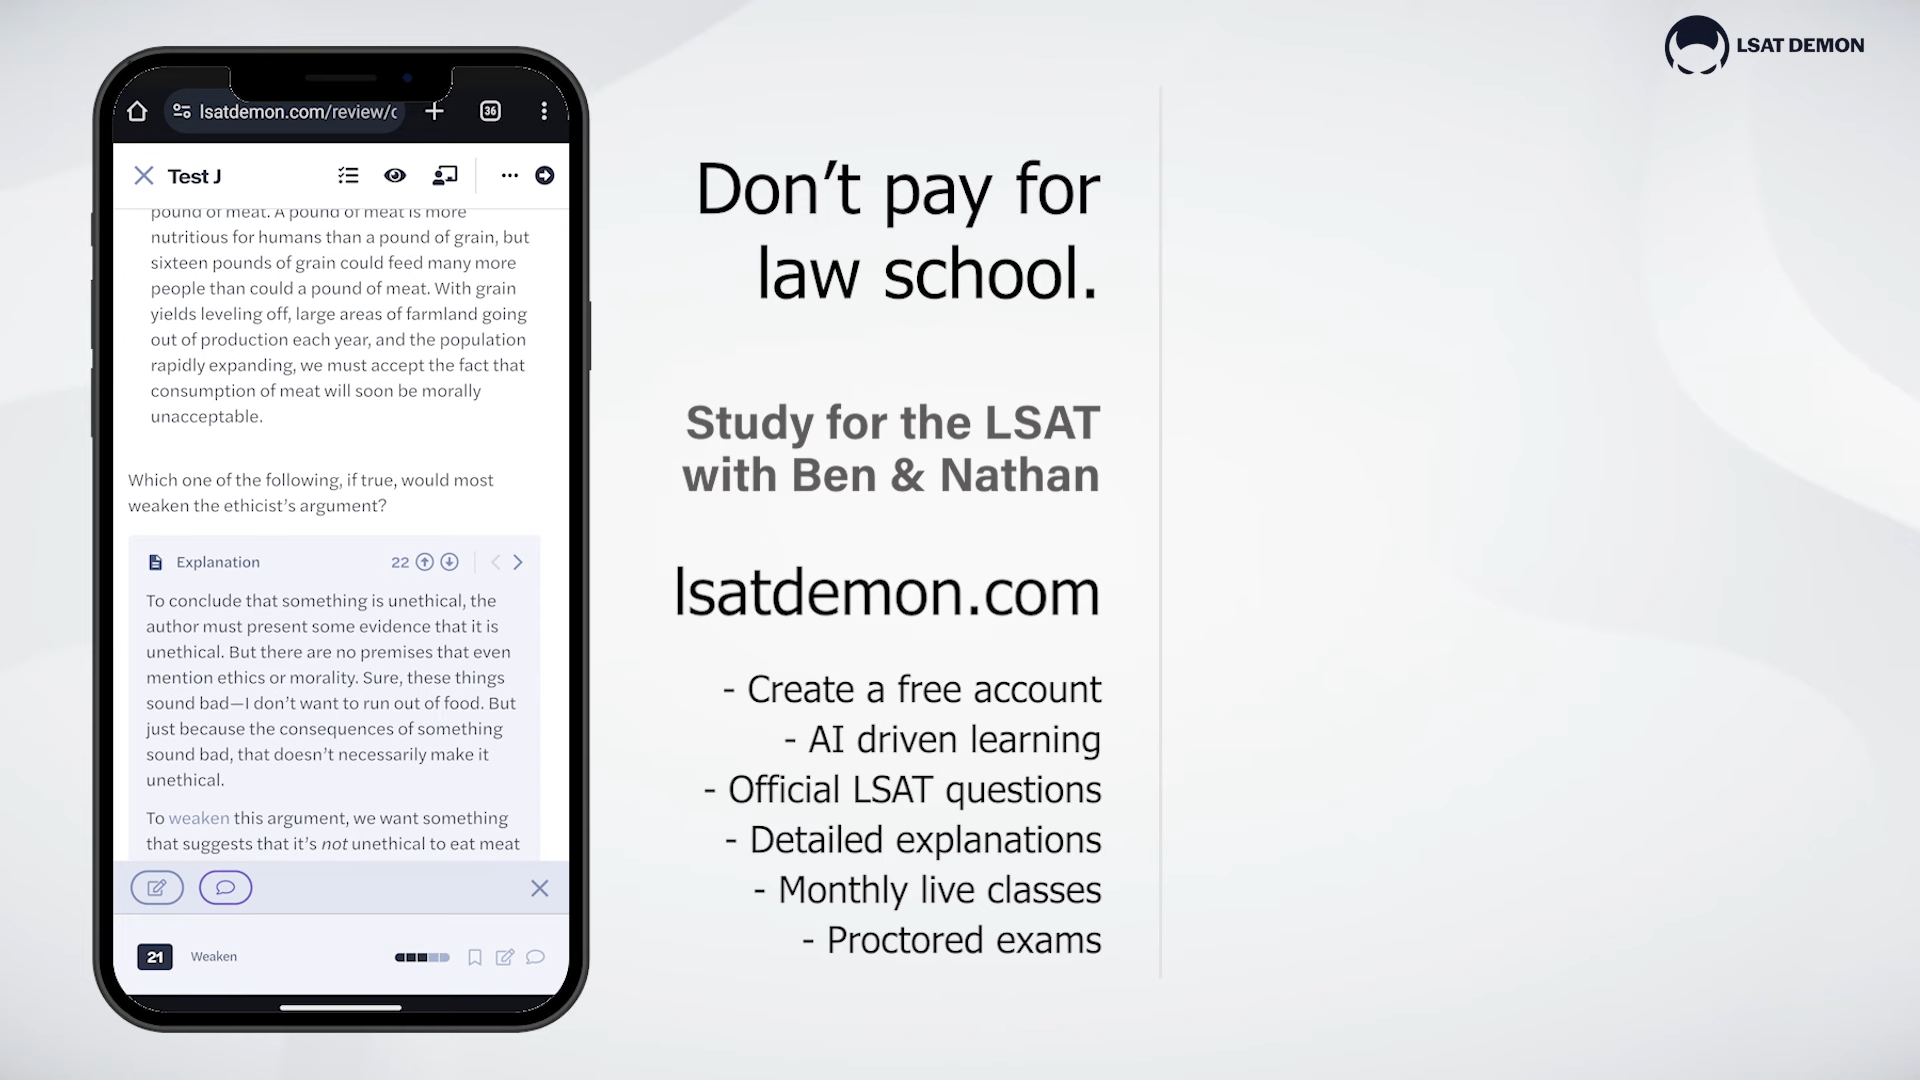 LSAT DEMON
36
lsatdemon.com/review/c
Test J
pound of meat. A pound of meat is more
nutritious for humans than a pound of grain, but
sixteen pounds of grain could feed many more
people than could a pound of meat. With grain
yields leveling off, large areas of farmland going
out of production each year, and the population
rapidly expanding, we must accept the fact that
consumption of meat will soon be morally
unacceptable.
Which one of the following, if true, would most
weaken the ethicist's argument?
Explanation
22
To conclude that something is unethical, the
author must present some evidence that it is
unethical. But there are no premises that even
mention ethics or morality. Sure, these things
sound bad—I don't want to run out of food. But
just because the consequences of something
sound bad, that doesn't necessarily make it
unethical.
To weaken this argument, we want something
that suggests that it's not unethical to eat meat
21 Weaken
Don't pay for
law school.
Study for the LSAT
with Ben & Nathan
lsatdemon.com
- Create a free account
- AI driven learning
- Official LSAT questions
- Detailed explanations
- Monthly live classes
- Proctored exams